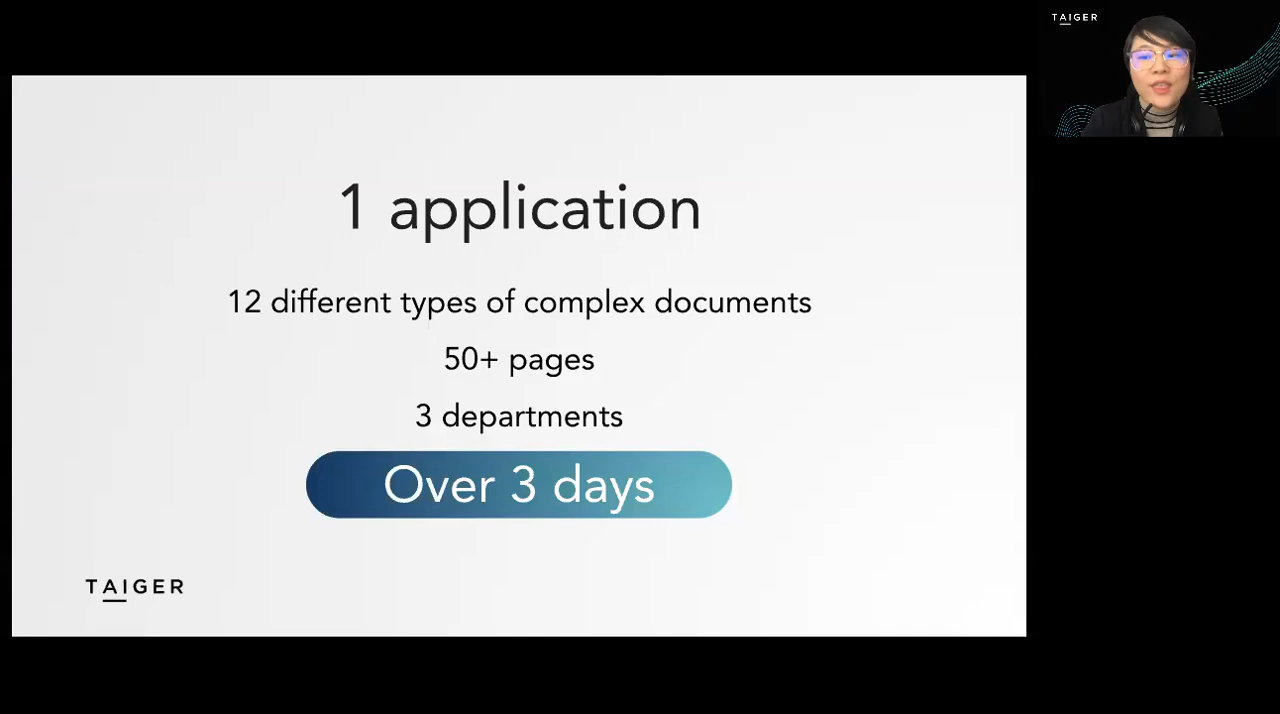 TAIGER
1 application
12 different types of complex documents
50+ pages
3 departments
Over 3 days
TAIGER